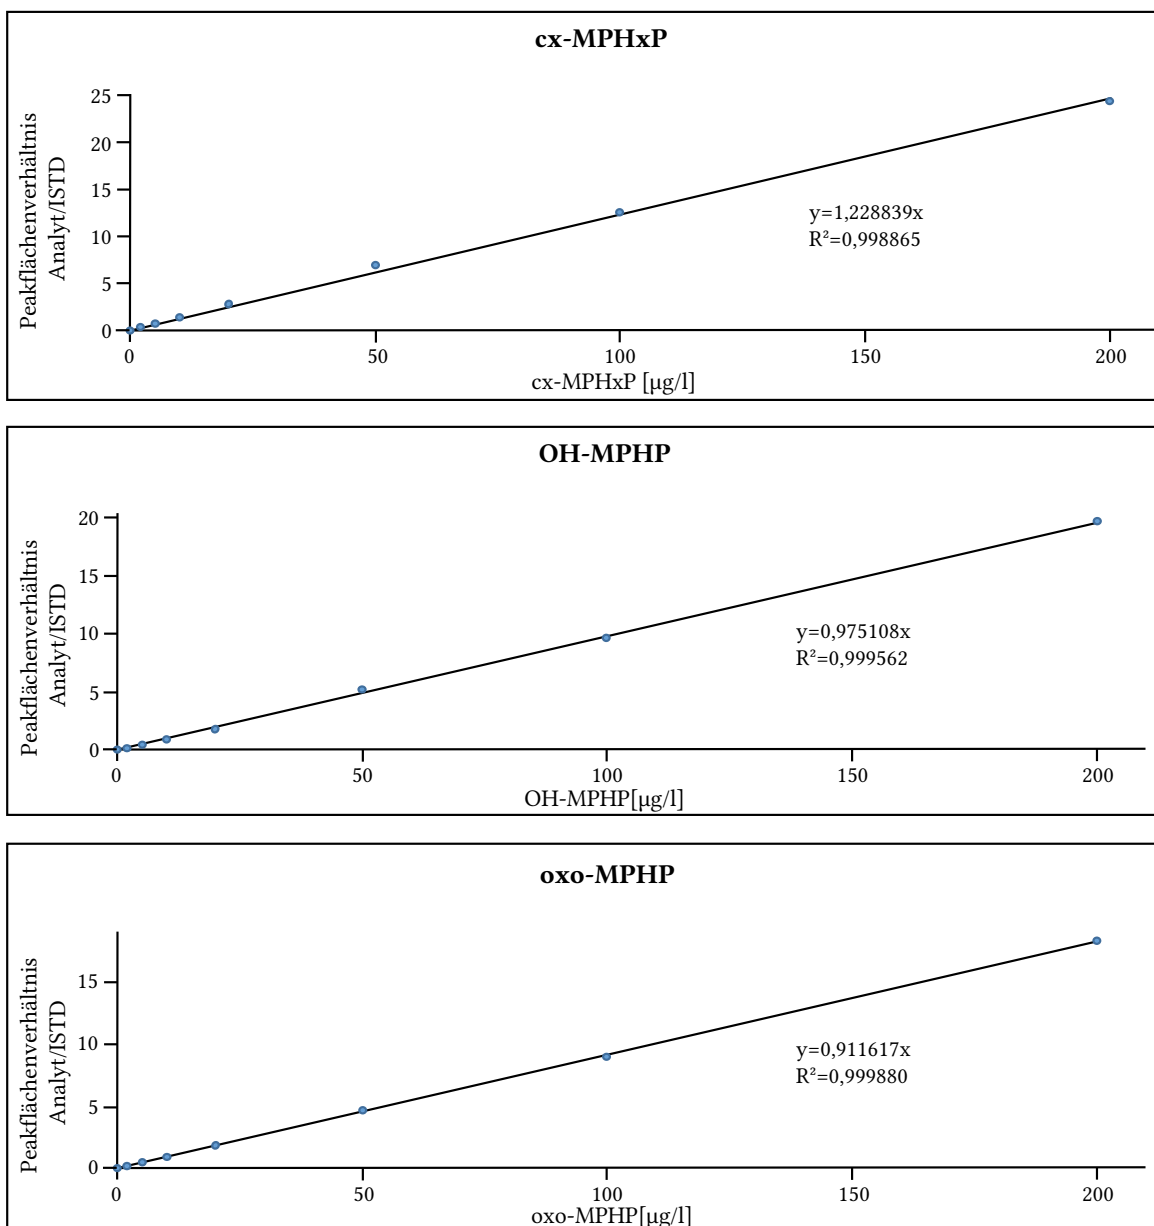 cx-MPHxP
Peakflächenverhältnis
Analyt/ISTD
25
20
15
10
5
0
y=1,228839x
R²=0,998865
0 50 100 150 200
cx-MPHxP [µg/l]
OH-MPHP
Peakflächenverhältnis
Analyt/ISTD
20
15
10
5
0
y=0,975108x
R²=0,999562
0 50 100 150 200
OH-MPHP[µg/l]
oxo-MPHP
Peakflächenverhältnis
Analyt/ISTD
15
10
5
0
y=0,911617x
R²=0,999880
0 50 100 150 200
oxo-MPHP[µg/l]